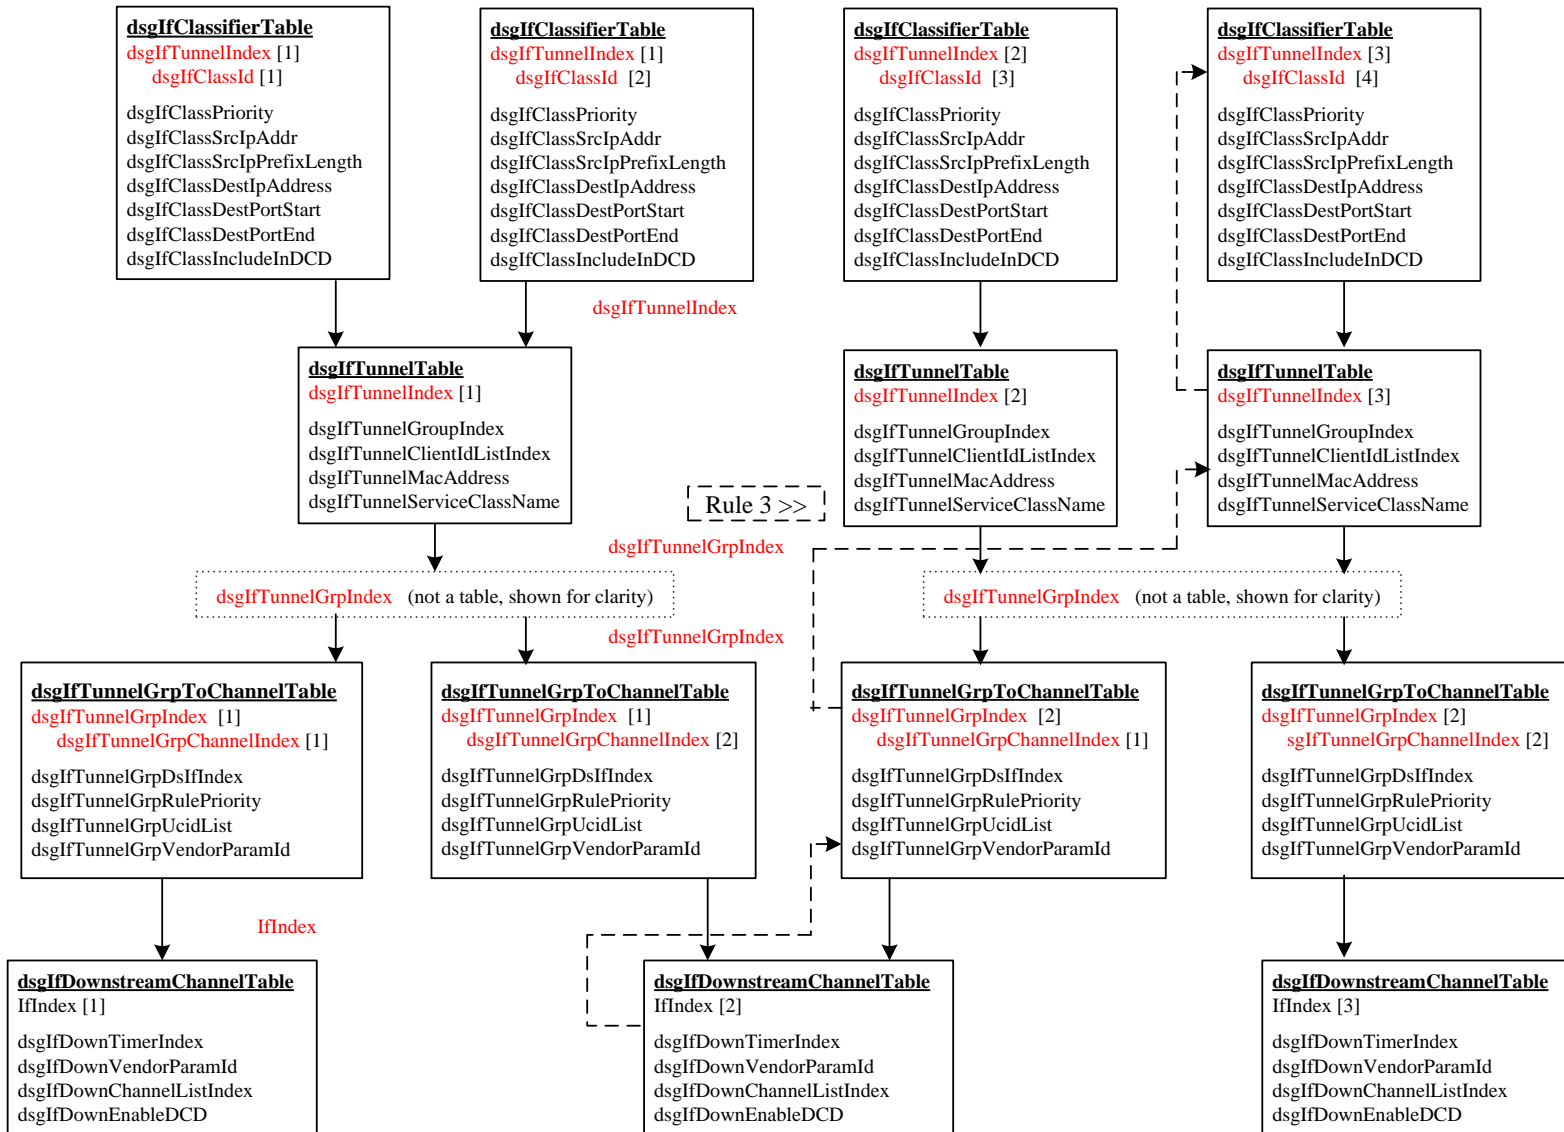 dsgIfClassifierTable
dsgIfTunnelIndex [1]
dsgIfClassId [1]
dsgIfClassPriority
dsgIfClassSrcIpAddr
dsgIfClassSrcIpPrefixLength
dsgIfClassDestIpAddress
dsgIfClassDestPortStart
dsgIfClassDestPortEnd
dsgIfClassIncludeInDCD
dsgIfClassifierTable
dsgIfTunnelIndex [1]
dsgIfClassId [2]
dsgIfClassPriority
dsgIfClassSrcIpAddr
dsgIfClassSrcIpPrefixLength
dsgIfClassDestIpAddress
dsgIfClassDestPortStart
dsgIfClassDestPortEnd
dsgIfClassIncludeInDCD
dsgIfClassifierTable
dsgIfTunnelIndex [2]
dsgIfClassId [3]
dsgIfClassPriority
dsgIfClassSrcIpAddr
dsgIfClassSrcIpPrefixLength
dsgIfClassDestIpAddress
dsgIfClassDestPortStart
dsgIfClassDestPortEnd
dsgIfClassIncludeInDCD
dsgIfClassifierTable
dsgIfTunnelIndex [3]
dsgIfClassId [4]
dsgIfClassPriority
dsgIfClassSrcIpAddr
dsgIfClassSrcIpPrefixLength
dsgIfClassDestIpAddress
dsgIfClassDestPortStart
dsgIfClassDestPortEnd
dsgIfClassIncludeInDCD
dsgIfTunnelIndex
dsgIfTunnelTable
dsgIfTunnelIndex [1]
dsgIfTunnelGroupIndex
dsgIfTunnelClientIdListIndex
dsgIfTunnelMacAddress
dsgIfTunnelServiceClassName
Rule 3 >>
dsgIfTunnelTable
dsgIfTunnelIndex [2]
dsgIfTunnelGroupIndex
dsgIfTunnelClientIdListIndex
dsgIfTunnelMacAddress
dsgIfTunnelServiceClassName
dsgIfTunnelTable
dsgIfTunnelIndex [3]
dsgIfTunnelGroupIndex
dsgIfTunnelClientIdListIndex
dsgIfTunnelMacAddress
dsgIfTunnelServiceClassName
dsgIfTunnelGrpIndex
dsgIfTunnelGrpIndex (not a table, shown for clarity)
dsgIfTunnelGrpIndex (not a table, shown for clarity)
dsgIfTunnelGrpIndex
dsgIfTunnelGrpToChannelTable
dsgIfTunnelGrpIndex [1]
dsgIfTunnelGrpChannelIndex [1]
dsgIfTunnelGrpDsIfIndex
dsgIfTunnelGrpRulePriority
dsgIfTunnelGrpUcidList
dsgIfTunnelGrpVendorParamId
dsgIfTunnelGrpToChannelTable
dsgIfTunnelGrpIndex [1]
dsgIfTunnelGrpChannelIndex [2]
dsgIfTunnelGrpDsIfIndex
dsgIfTunnelGrpRulePriority
dsgIfTunnelGrpUcidList
dsgIfTunnelGrpVendorParamId
dsgIfTunnelGrpToChannelTable
dsgIfTunnelGrpIndex [2]
dsgIfTunnelGrpChannelIndex [1]
dsgIfTunnelGrpDsIfIndex
dsgIfTunnelGrpRulePriority
dsgIfTunnelGrpUcidList
dsgIfTunnelGrpVendorParamId
dsgIfTunnelGrpToChannelTable
dsgIfTunnelGrpIndex [2]
sgIfTunnelGrpChannelIndex [2]
dsgIfTunnelGrpDsIfIndex
dsgIfTunnelGrpRulePriority
dsgIfTunnelGrpUcidList
dsgIfTunnelGrpVendorParamId
IfIndex
dsgIfDownstreamChannelTable
IfIndex [1]
dsgIfDownTimerIndex
dsgIfDownVendorParamId
dsgIfDownChannelListIndex
dsgIfDownEnableDCD
dsgIfDownstreamChannelTable
IfIndex [2]
dsgIfDownTimerIndex
dsgIfDownVendorParamId
dsgIfDownChannelListIndex
dsgIfDownEnableDCD
dsgIfDownstreamChannelTable
IfIndex [3]
dsgIfDownTimerIndex
dsgIfDownVendorParamId
dsgIfDownChannelListIndex
dsgIfDownEnableDCD